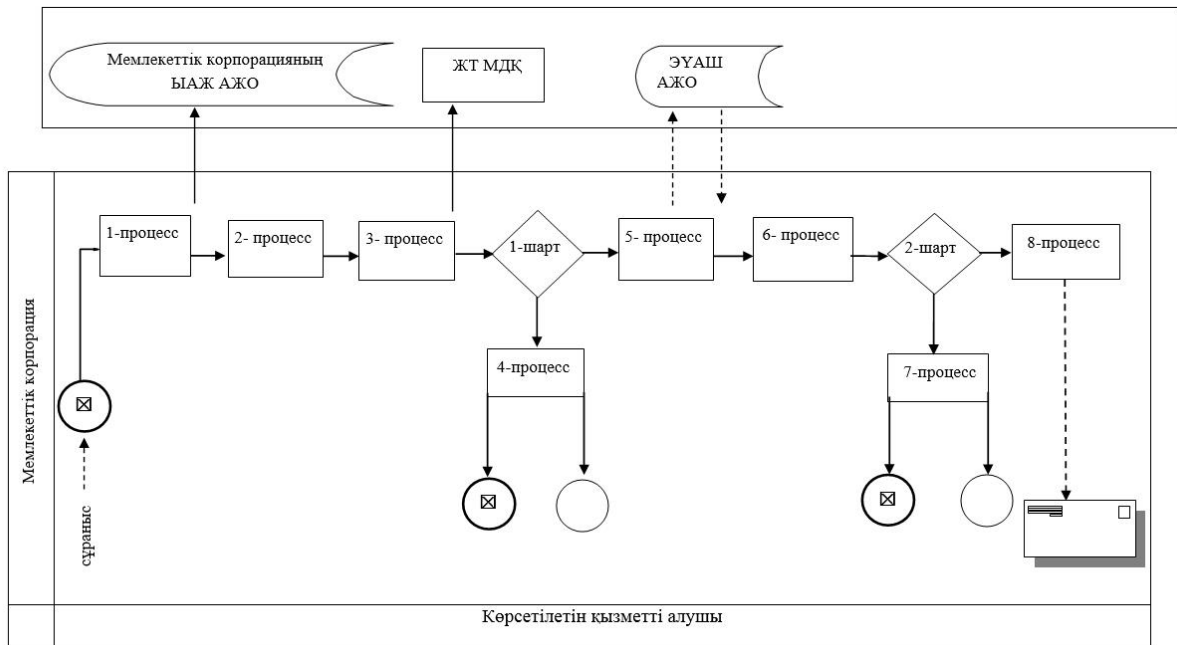 Мемлекеттік корпорацияның
ЫАЖ АЖО
ЖТ МДҚ
ЭҮАШ
АЖО
Мемлекеттік корпорация
1-процесс
2- процесс
3- процесс
1-шарт
5- процесс
6- процесс
2-шарт
8-процесс
4-процесс
7-процесс
сұраныс
Көрсетілетін қызметті алушы